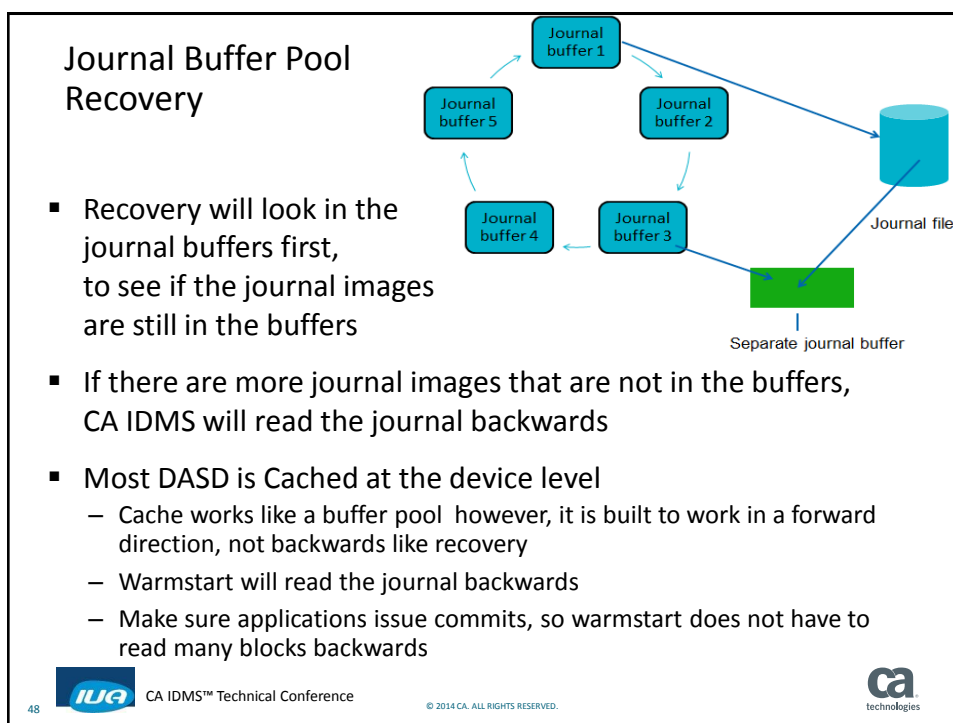 Journal Buffer Pool
Recovery
Journal
buffer 1
Journal
buffer 2
Journal
buffer 3
Journal
buffer 4
Journal
buffer 5
Journal file
Separate journal buffer
▪ Recovery will look in the
journal buffers first,
to see if the journal images
are still in the buffers
▪ If there are more journal images that are not in the buffers,
CA IDMS will read the journal backwards
▪ Most DASD is Cached at the device level
– Cache works like a buffer pool however, it is built to work in a forward
direction, not backwards like recovery
– Warmstart will read the journal backwards
– Make sure applications issue commits, so warmstart does not have to
read many blocks backwards
48
IUA
CA IDMS™ Technical Conference
© 2014 CA. ALL RIGHTS RESERVED.
ca
technologies